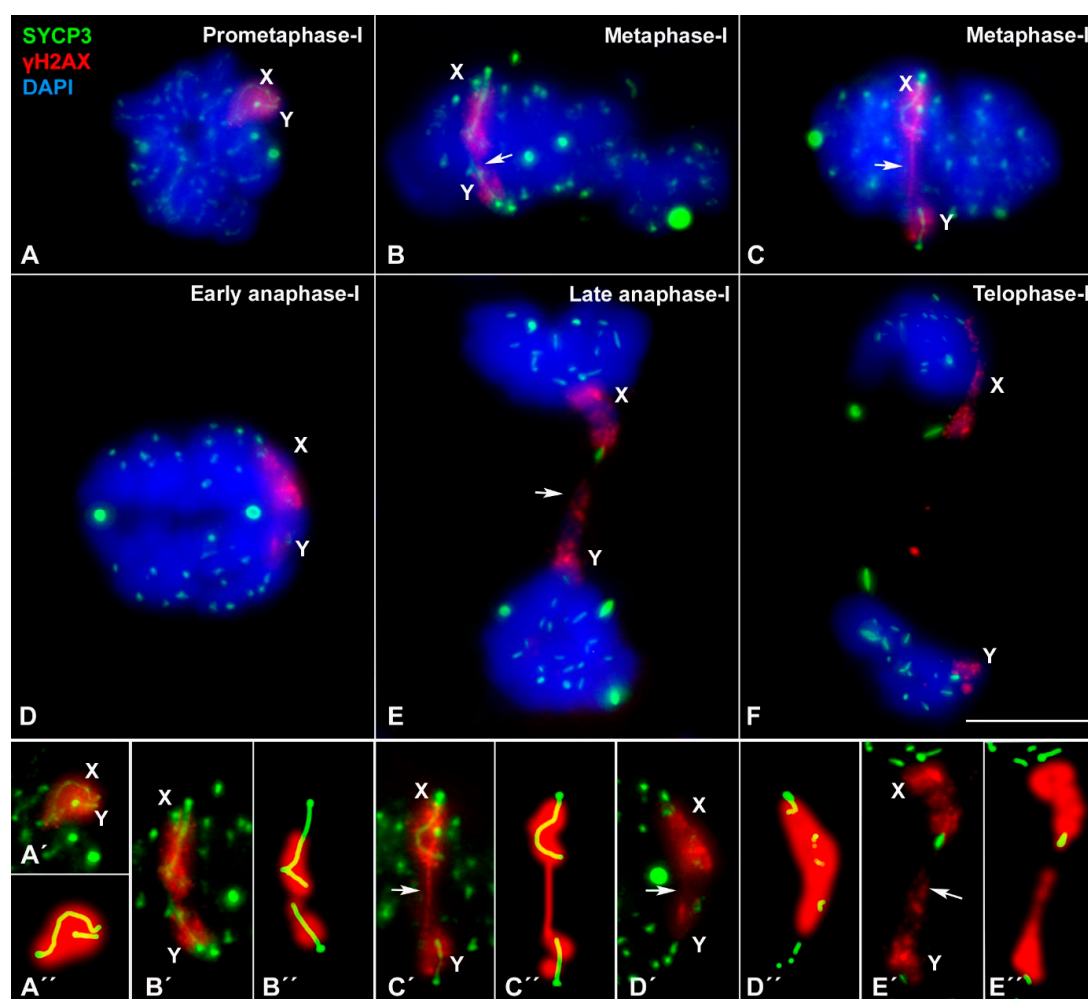 SYCP3
γH2AX
DAPI
Prometaphase-I
X
Y
A
Metaphase-I
X
Y
B
Metaphase-I
X
Y
C
Early anaphase-I
X
Y
D
Late anaphase-I
X
Y
E
Telophase-I
X
Y
F
X
Y
A´
A´´
X
Y
B´
B´´
X
Y
C´
C´´
X
Y
D´
D´´
X
Y
E´
E´´